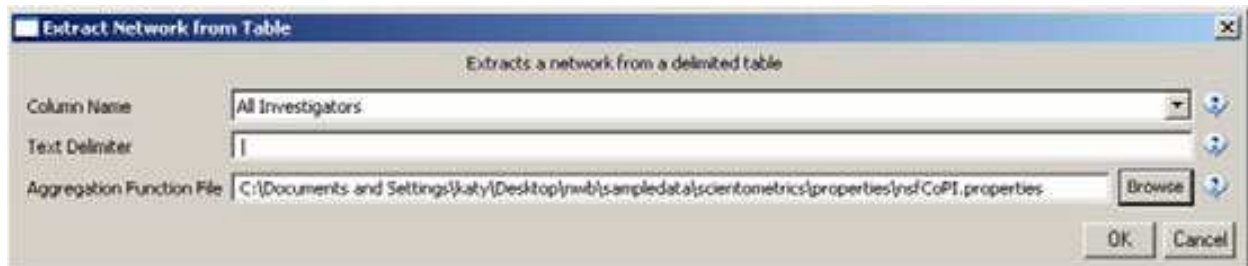 Extract Network from Table
Extracts a network from a delimited table
Column Name All Investigators
Text Delimiter |
Aggregation Function File C:\Documents and Settings\katy\Desktop\nwb\sampledata\scientometrics\properties\nsfCoPI.properties Browse
OK Cancel